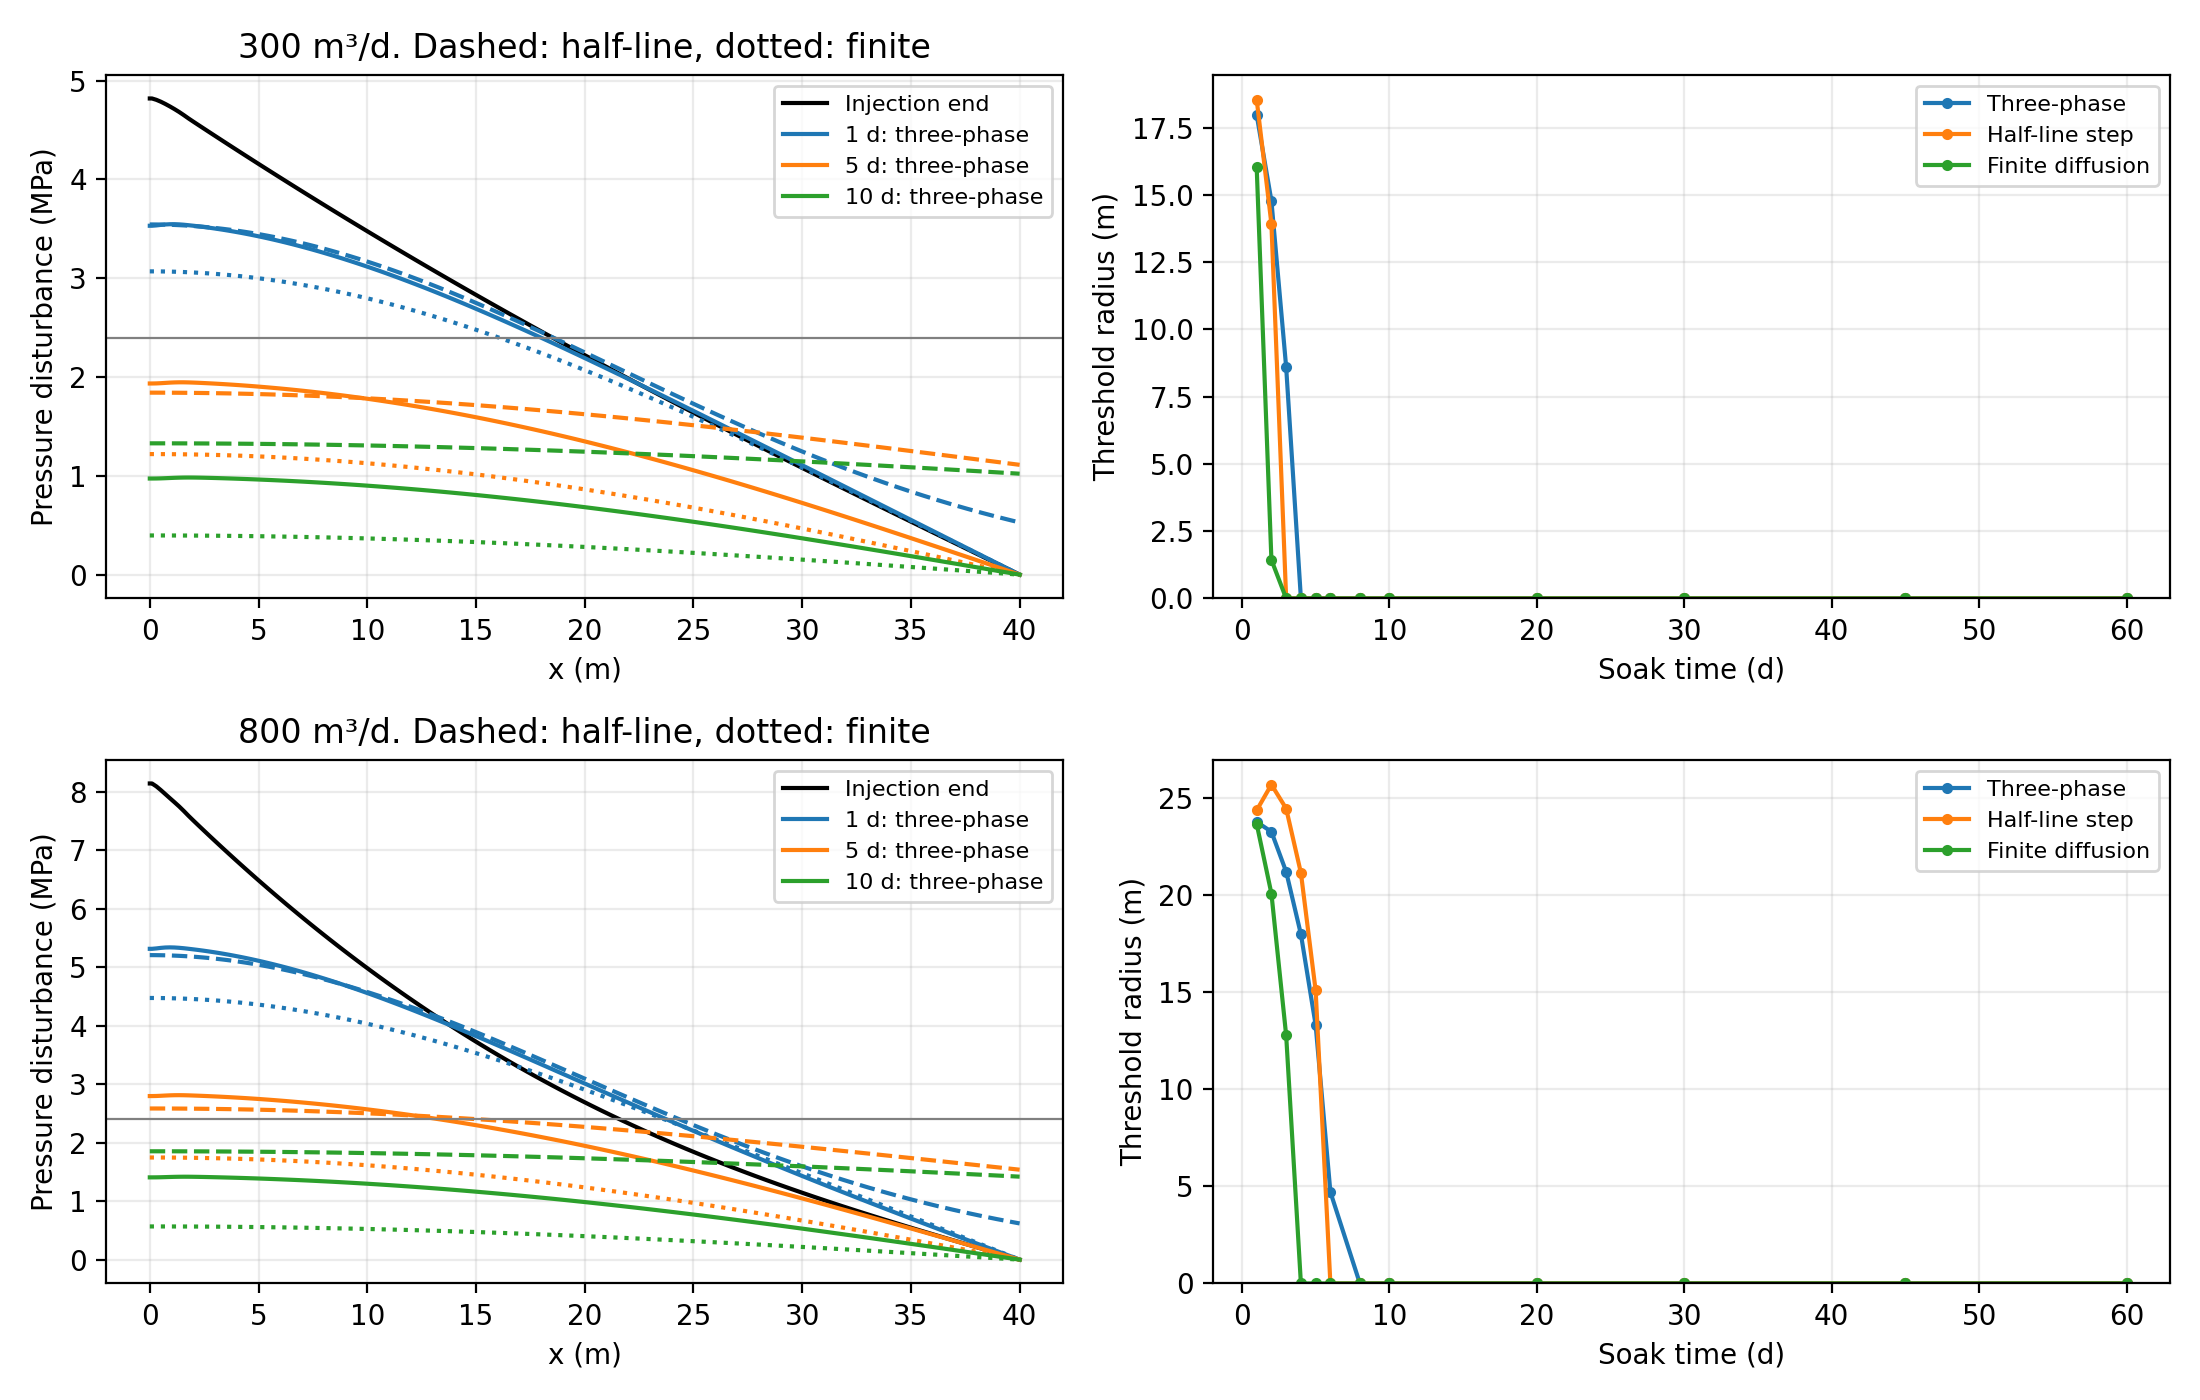 300 m³/d. Dashed: half-line, dotted: finite
Pressure disturbance (MPa)
5
4
3
2
1
0
Injection end
1 d: three-phase
5 d: three-phase
10 d: three-phase
0 5 10 15 20 25 30 35 40
x (m)
Threshold radius (m)
17.5
15.0
12.5
10.0
7.5
5.0
2.5
0.0
Three-phase
Half-line step
Finite diffusion
0 10 20 30 40 50 60
Soak time (d)
800 m³/d. Dashed: half-line, dotted: finite
Pressure disturbance (MPa)
8
7
6
5
4
3
2
1
0
Injection end
1 d: three-phase
5 d: three-phase
10 d: three-phase
0 5 10 15 20 25 30 35 40
x (m)
Threshold radius (m)
25
20
15
10
5
0
Three-phase
Half-line step
Finite diffusion
0 10 20 30 40 50 60
Soak time (d)